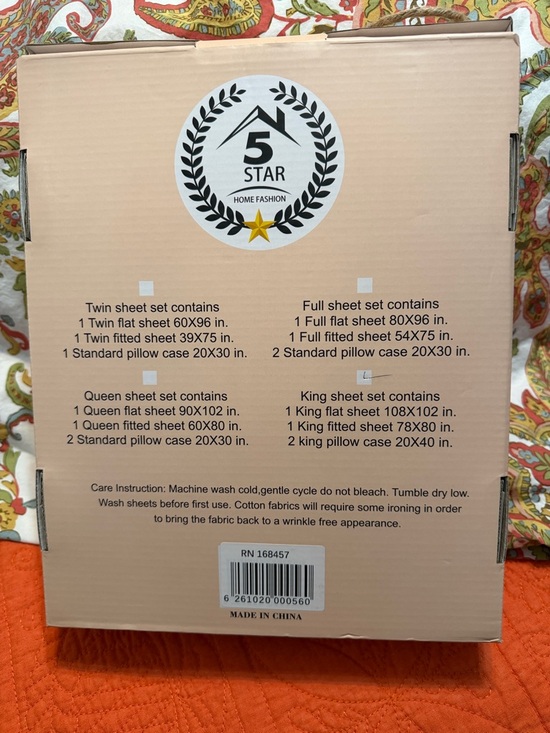 5
STAR
HOME FASHION
Twin sheet set contains
1 Twin flat sheet 60X96 in.
1 Twin fitted sheet 39X75 in.
1 Standard pillow case 20X30 in.
Full sheet set contains
1 Full flat sheet 80X96 in.
1 Full fitted sheet 54X75 in.
2 Standard pillow case 20X30 in.
Queen sheet set contains
1 Queen flat sheet 90X102 in.
1 Queen fitted sheet 60X80 in.
2 Standard pillow case 20X30 in.
King sheet set contains
1 King flat sheet 108X102 in.
1 King fitted sheet 78X80 in.
2 king pillow case 20X40 in.
Care Instruction: Machine wash cold,gentle cycle do not bleach. Tumble dry low.
Wash sheets before first use. Cotton fabrics will require some ironing in order
to bring the fabric back to a wrinkle free appearance.
RN 168457
6 261020 000560
MADE IN CHINA